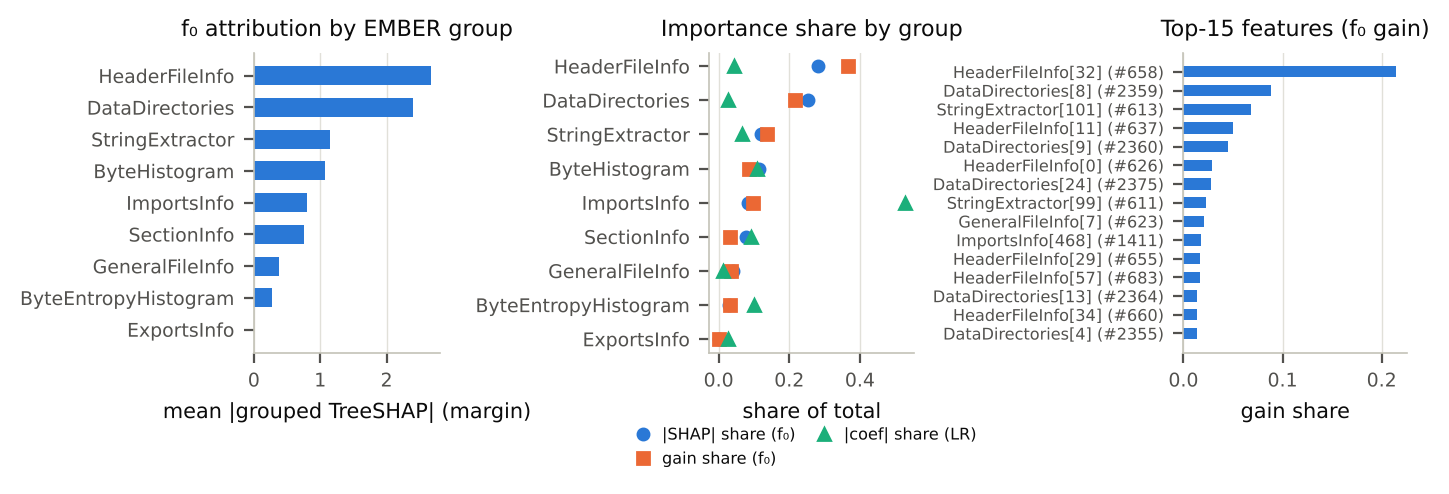 f₀ attribution by EMBER group
HeaderFileInfo
DataDirectories
StringExtractor
ByteHistogram
ImportsInfo
SectionInfo
GeneralFileInfo
ByteEntropyHistogram
ExportsInfo
0 1 2
mean |grouped TreeSHAP| (margin)
Importance share by group
HeaderFileInfo
DataDirectories
StringExtractor
ByteHistogram
ImportsInfo
SectionInfo
GeneralFileInfo
ByteEntropyHistogram
ExportsInfo
0.0 0.2 0.4
share of total
|SHAP| share (f₀) |coef| share (LR)
gain share (f₀)
Top-15 features (f₀ gain)
HeaderFileInfo[32] (#658)
DataDirectories[8] (#2359)
StringExtractor[101] (#613)
HeaderFileInfo[11] (#637)
DataDirectories[9] (#2360)
HeaderFileInfo[0] (#626)
DataDirectories[24] (#2375)
StringExtractor[99] (#611)
GeneralFileInfo[7] (#623)
ImportsInfo[468] (#1411)
HeaderFileInfo[29] (#655)
HeaderFileInfo[57] (#683)
DataDirectories[13] (#2364)
HeaderFileInfo[34] (#660)
DataDirectories[4] (#2355)
0.0 0.1 0.2
gain share